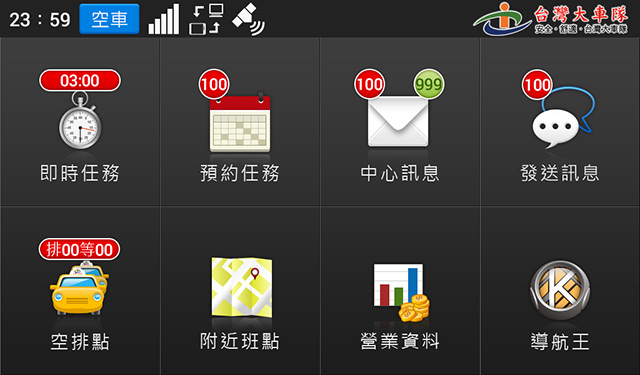 23 : 59 空車 台灣大車隊
安全‧舒適‧台灣大車隊
03:00 100 100 999 100
即時任務 預約任務 中心訊息 發送訊息
排00等00 K
空排點 附近班點 營業資料 導航王